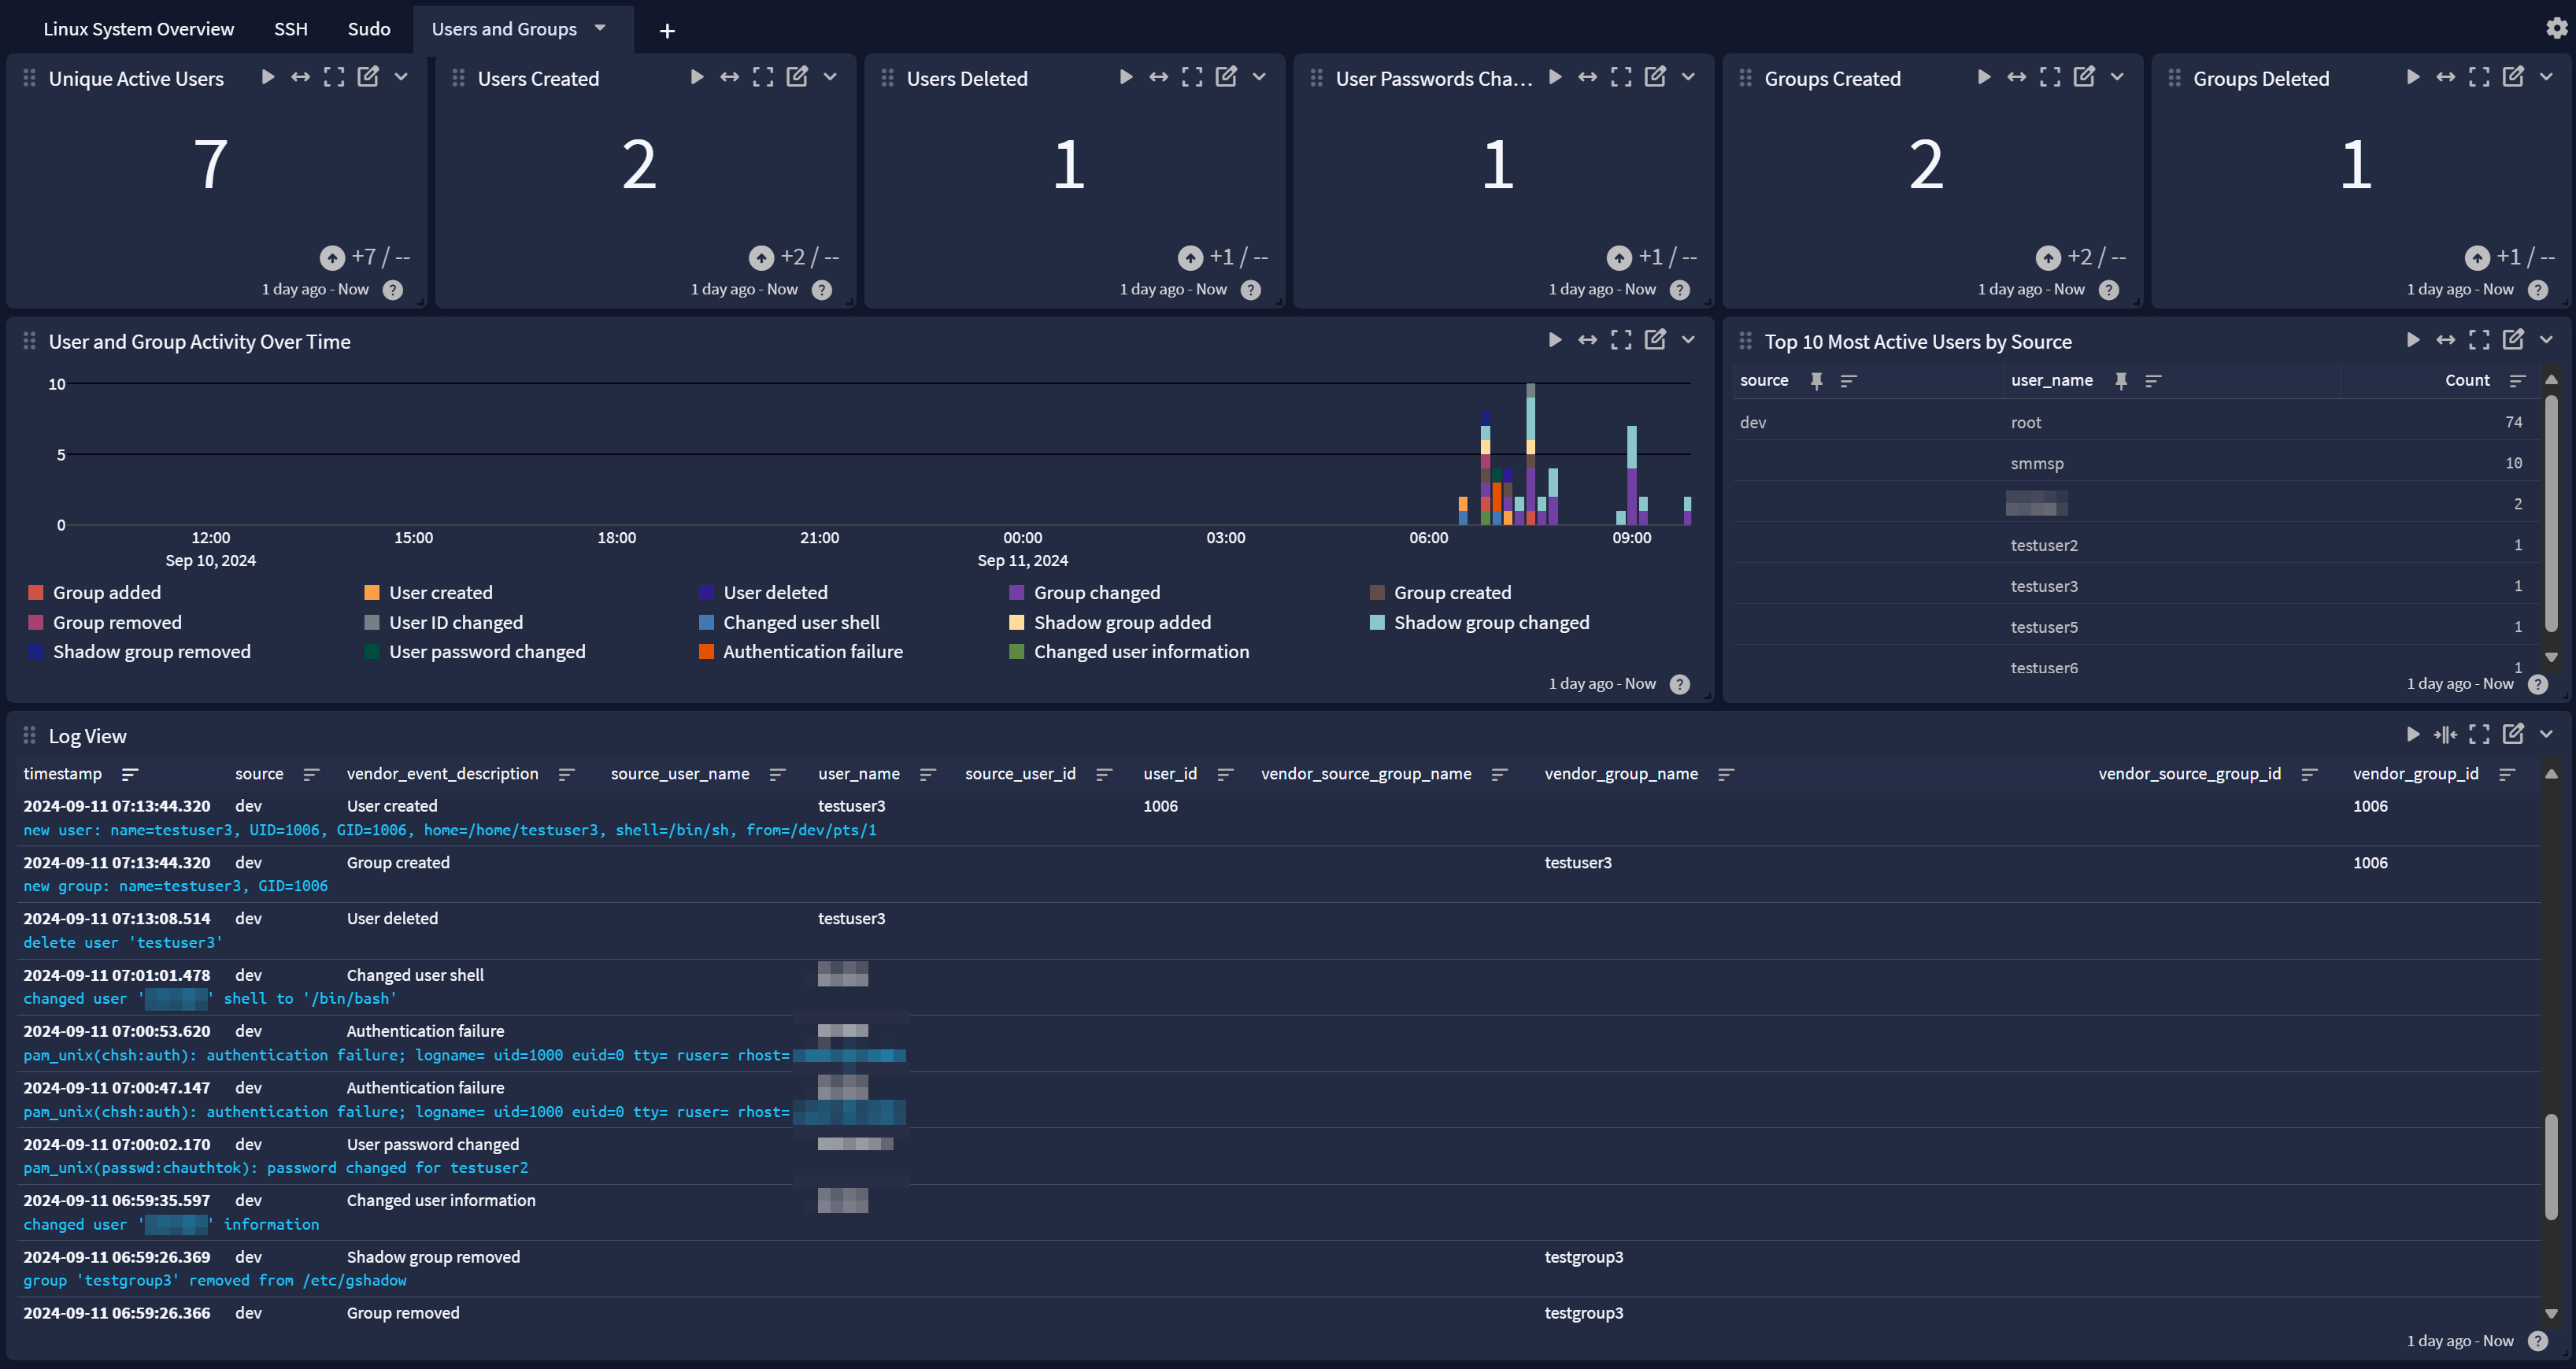 Linux System Overview SSH Sudo Users and Groups +
Unique Active Users
7
+7 / --
1 day ago - Now ?
Users Created
2
+2 / --
1 day ago - Now ?
Users Deleted
1
+1 / --
1 day ago - Now ?
User Passwords Cha...
1
+1 / --
1 day ago - Now ?
Groups Created
2
+2 / --
1 day ago - Now ?
Groups Deleted
1
+1 / --
1 day ago - Now ?
User and Group Activity Over Time
10
5
0
12:00 15:00 18:00 21:00 00:00 03:00 06:00 09:00
Sep 10, 2024 Sep 11, 2024
Group added User created User deleted Group changed Group created
Group removed User ID changed Changed user shell Shadow group added Shadow group changed
Shadow group removed User password changed Authentication failure Changed user information
1 day ago - Now ?
Top 10 Most Active Users by Source
source user_name Count
dev root 74
smmsp 10
2
testuser2 1
testuser3 1
testuser5 1
testuser6 1
1 day ago - Now ?
Log View
timestamp source vendor_event_description source_user_name user_name source_user_id user_id vendor_source_group_name vendor_group_name vendor_source_group_id vendor_group_id
2024-09-11 07:13:44.320 dev User created testuser3 1006 1006
new user: name=testuser3, UID=1006, GID=1006, home=/home/testuser3, shell=/bin/sh, from=/dev/pts/1
2024-09-11 07:13:44.320 dev Group created testuser3 1006
new group: name=testuser3, GID=1006
2024-09-11 07:13:08.514 dev User deleted testuser3
delete user 'testuser3'
2024-09-11 07:01:01.478 dev Changed user shell
changed user ' ' shell to '/bin/bash'
2024-09-11 07:00:53.620 dev Authentication failure
pam_unix(chsh:auth): authentication failure; logname= uid=1000 euid=0 tty= ruser= rhost=
2024-09-11 07:00:47.147 dev Authentication failure
pam_unix(chsh:auth): authentication failure; logname= uid=1000 euid=0 tty= ruser= rhost=
2024-09-11 07:00:02.170 dev User password changed
pam_unix(passwd:chauthtok): password changed for testuser2
2024-09-11 06:59:35.597 dev Changed user information
changed user ' ' information
2024-09-11 06:59:26.369 dev Shadow group removed testgroup3
group 'testgroup3' removed from /etc/gshadow
2024-09-11 06:59:26.366 dev Group removed testgroup3
1 day ago - Now ?